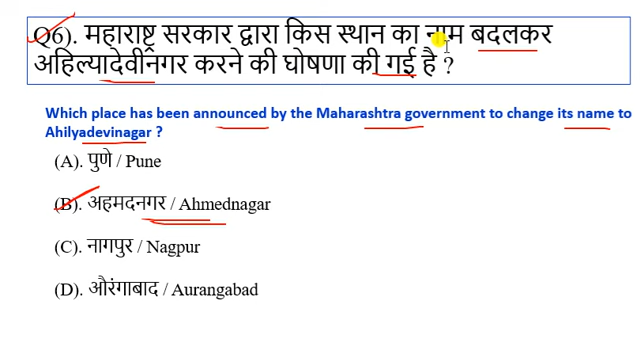 Q6). महाराष्ट्र सरकार द्वारा किस स्थान का नाम बदलकर
अहिल्यादेवीनगर करने की घोषणा की गई है ?
Which place has been announced by the Maharashtra government to change its name to
Ahilyadevinagar ?
(A). पुणे / Pune
(B). अहमदनगर / Ahmednagar
(C). नागपुर / Nagpur
(D). औरंगाबाद / Aurangabad